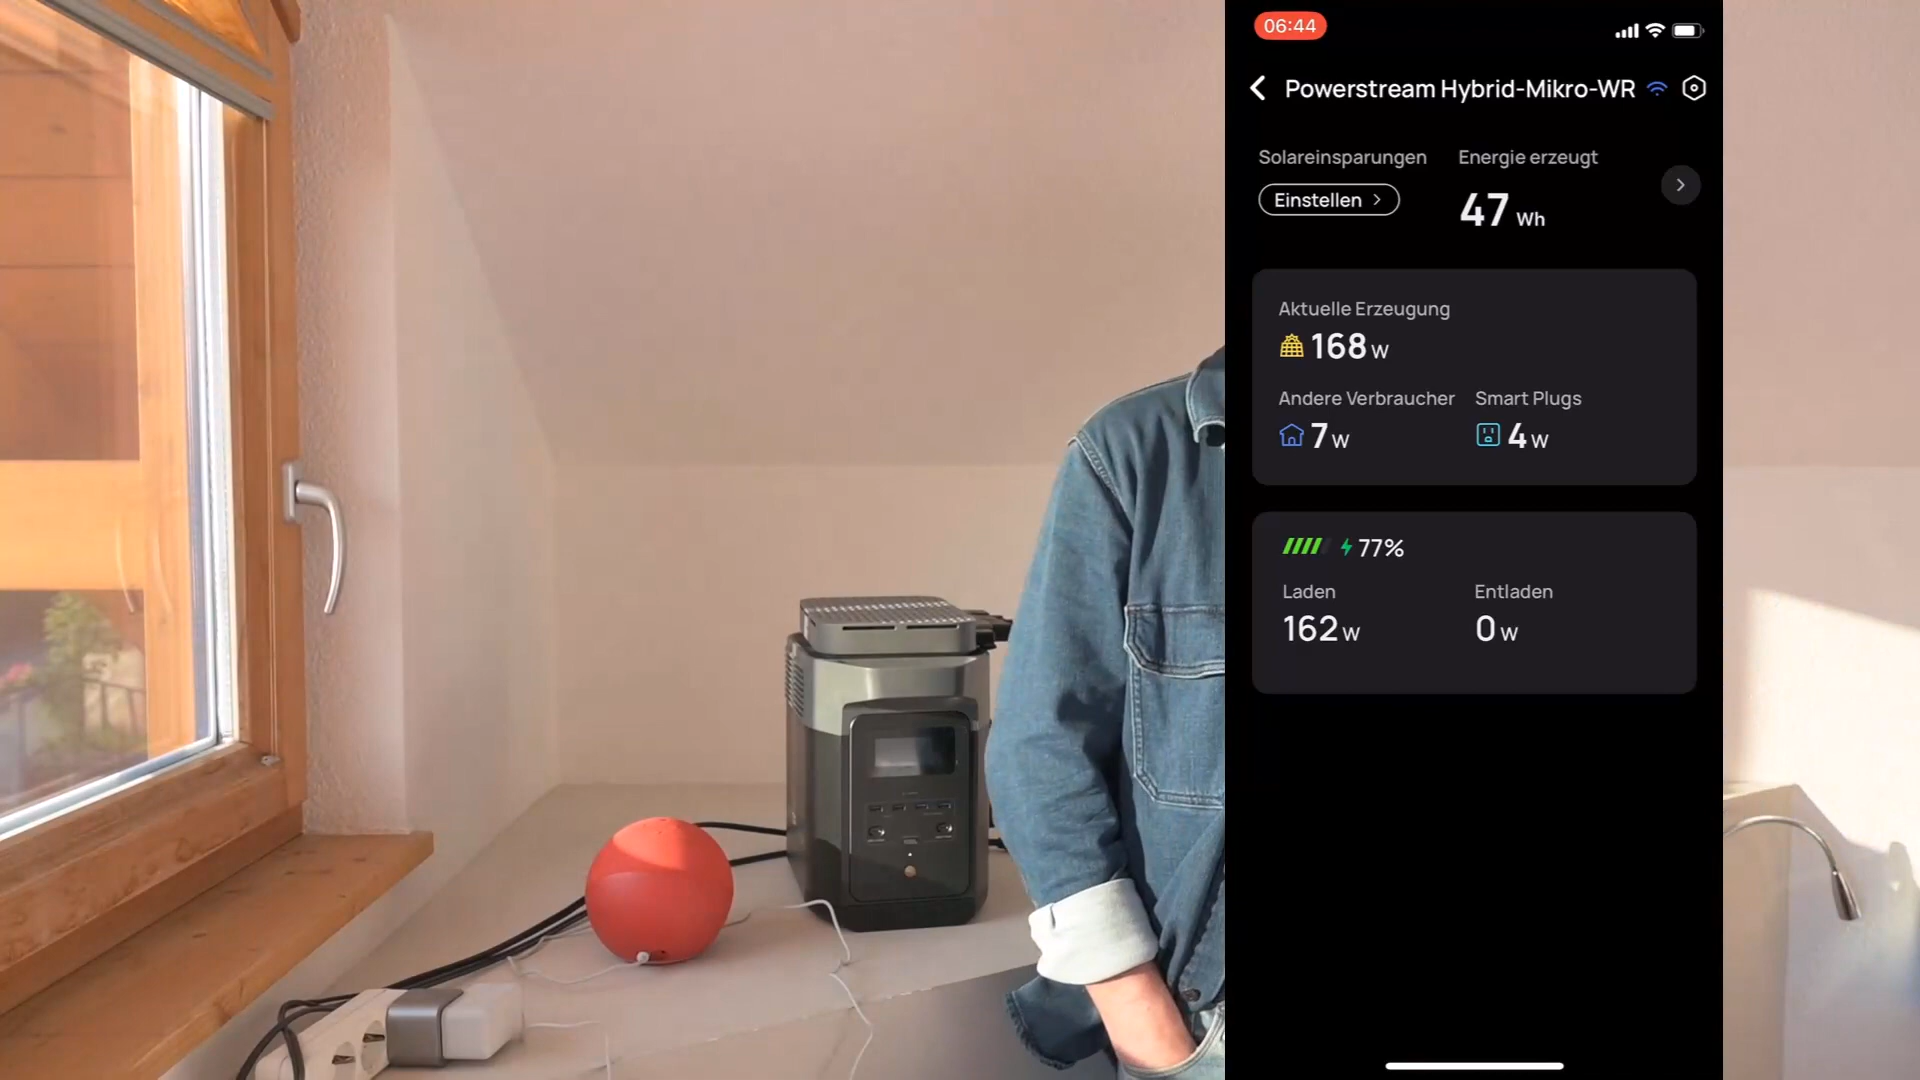 06:44
Powerstream Hybrid-Mikro-WR
Solareinsparungen
Energie erzeugt
Einstellen
47 Wh
Aktuelle Erzeugung
168 W
Andere Verbraucher
Smart Plugs
7 W
4 W
77%
Laden
Entladen
162 W
0 W